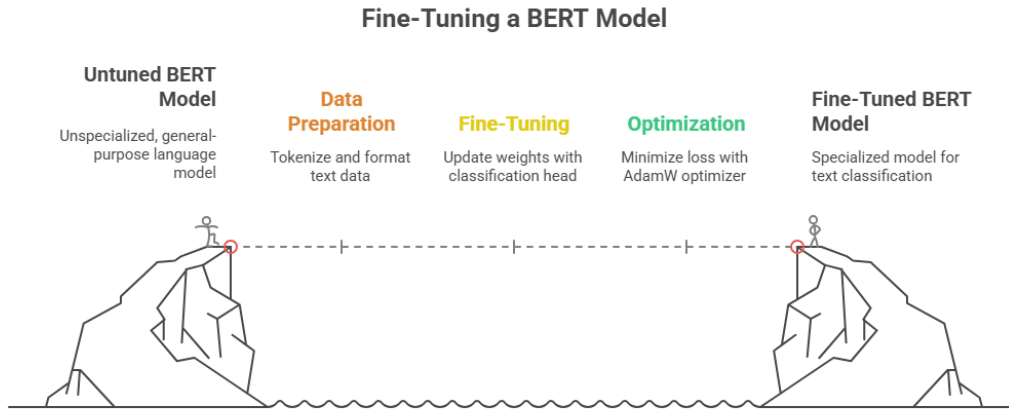 Fine-Tuning a BERT Model
Untuned BERT
Model
Unspecialized, general-
purpose language
model
Data
Preparation
Tokenize and format
text data
Fine-Tuning
Update weights with
classification head
Optimization
Minimize loss with
AdamW optimizer
Fine-Tuned BERT
Model
Specialized model for
text classification